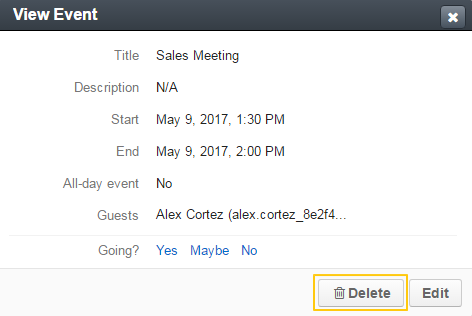 View Event
Title Sales Meeting
Description N/A
Start May 9, 2017, 1:30 PM
End May 9, 2017, 2:00 PM
All-day event No
Guests Alex Cortez (alex.cortez_8e2f4...
Going? Yes Maybe No
Delete Edit